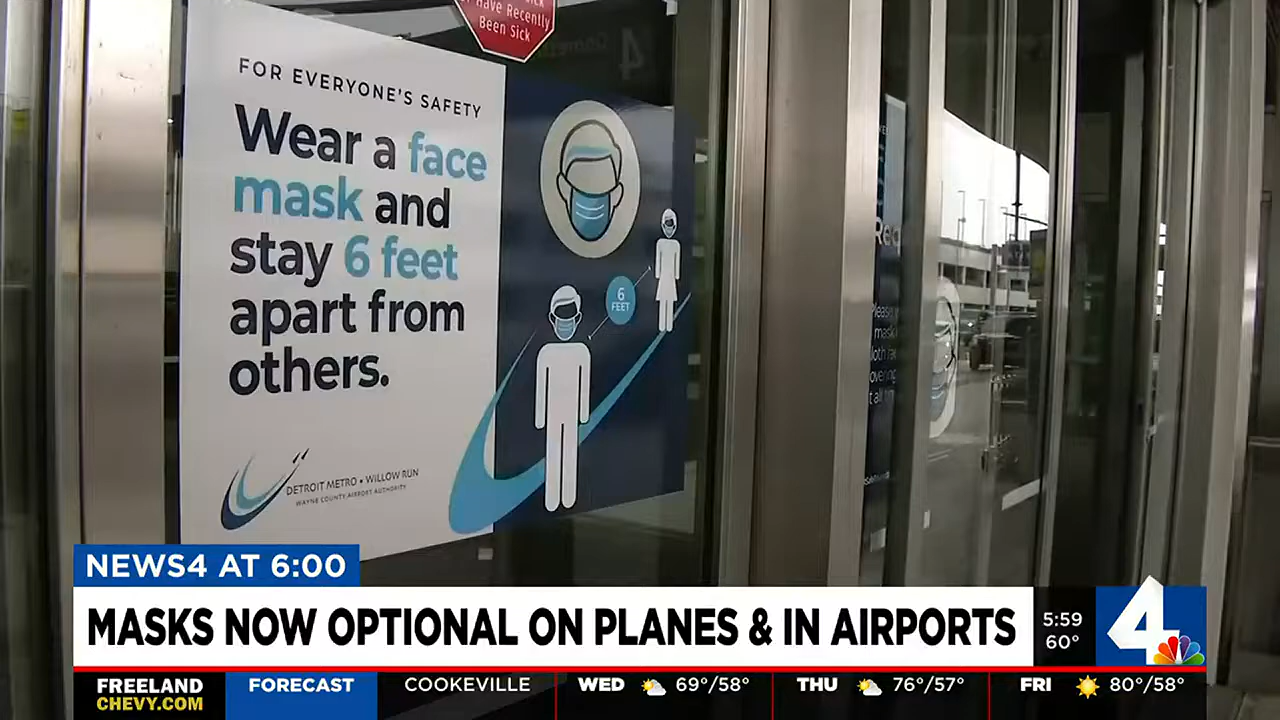 Have Recently
Been Sick
FOR EVERYONE'S SAFETY
Wear a face
mask and
stay 6 feet
apart from
others.
6
FEET
DETROIT METRO • WILLOW RUN
WAYNE COUNTY AIRPORT AUTHORITY
NEWS4 AT 6:00
MASKS NOW OPTIONAL ON PLANES & IN AIRPORTS
5:59
60°
4
FREELAND
CHEVY.COM
FORECAST
COOKEVILLE
WED 69°/58°
THU 76°/57°
FRI 80°/58°